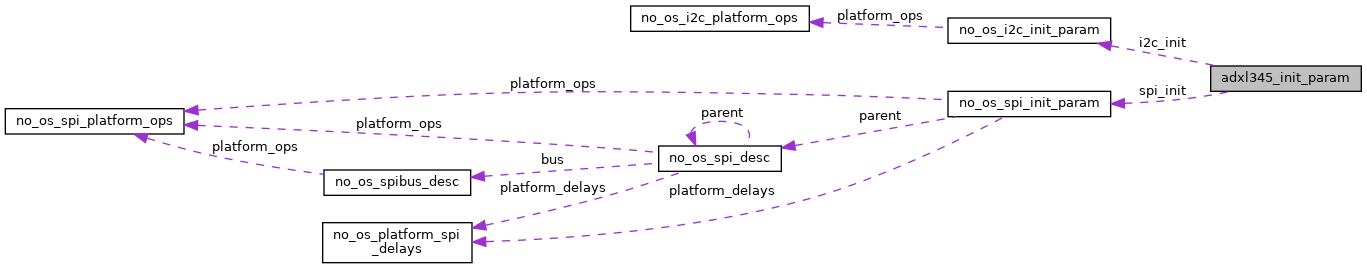 no_os_i2c_platform_ops
platform_ops
no_os_i2c_init_param
i2c_init
adxl345_init_param
platform_ops
spi_init
no_os_spi_init_param
no_os_spi_platform_ops
platform_ops
parent
parent
platform_ops
bus
no_os_spi_desc
no_os_spibus_desc
platform_delays
platform_delays
no_os_platform_spi
_delays